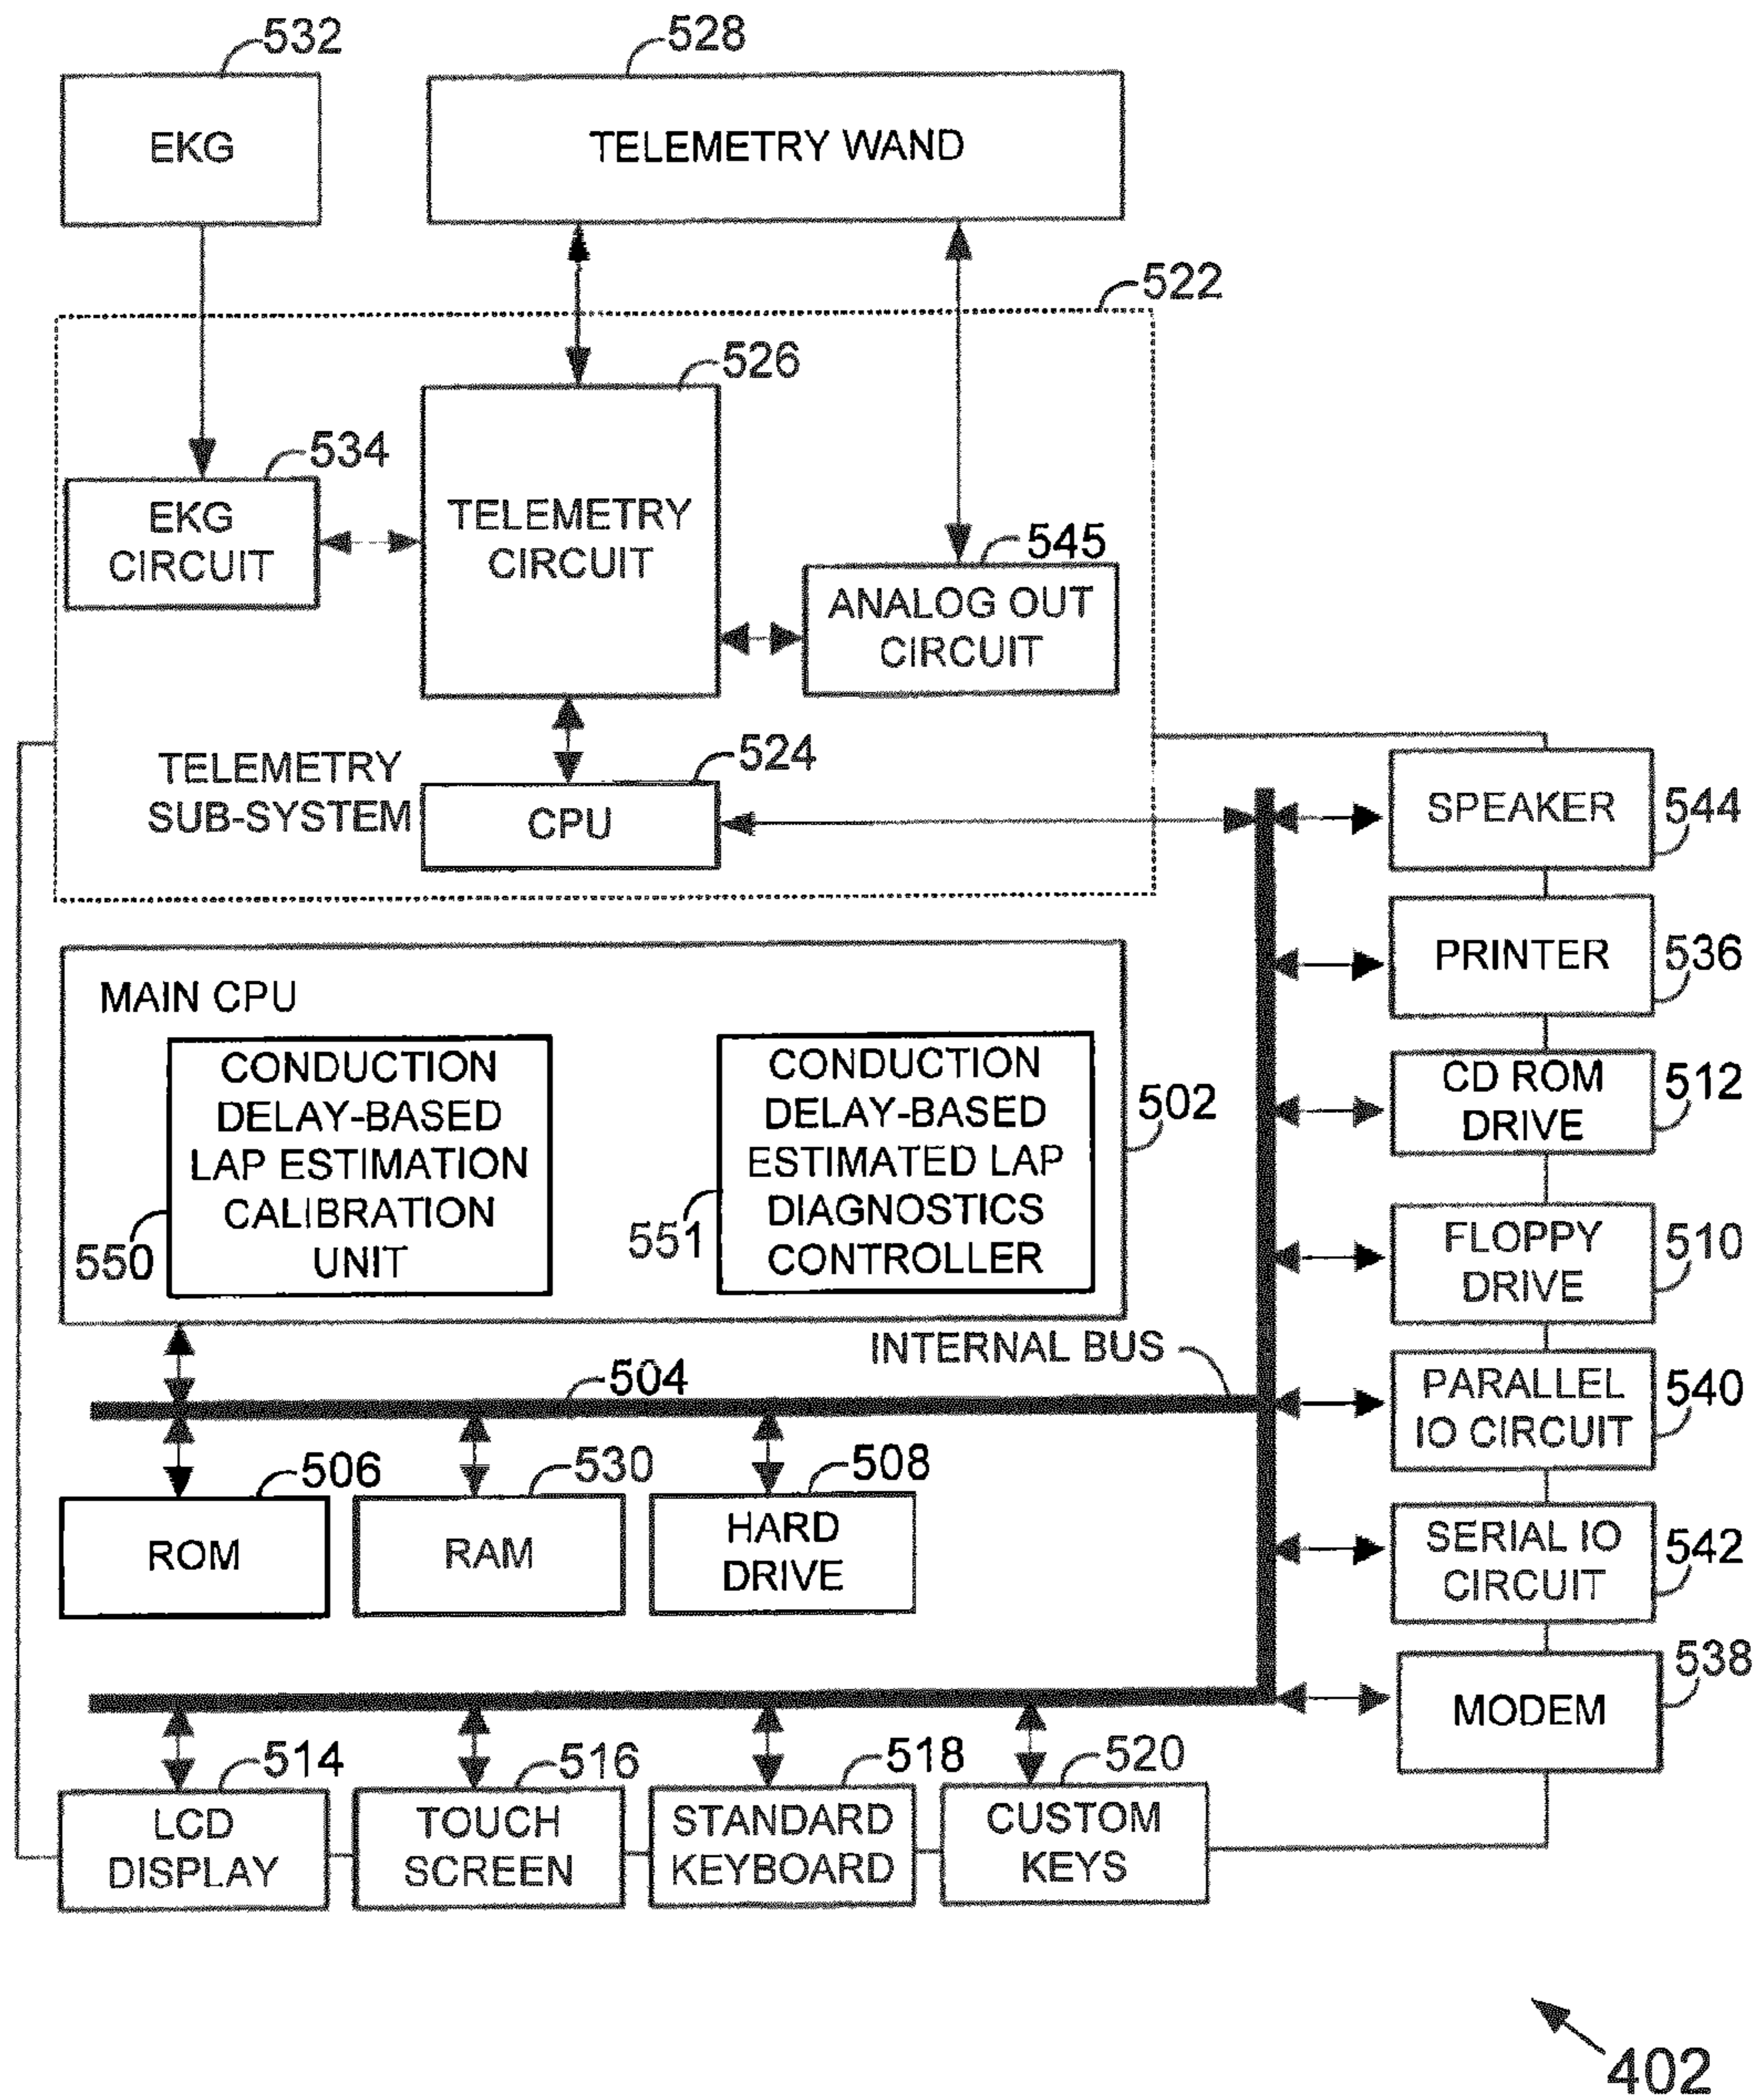 532
528
EKG
TELEMETRY WAND
522
526
534
EKG
CIRCUIT
TELEMETRY
CIRCUIT
545
ANALOG OUT
CIRCUIT
TELEMETRY
SUB-SYSTEM
524
CPU
SPEAKER
544
PRINTER
536
MAIN CPU
CONDUCTION
DELAY-BASED
LAP ESTIMATION
CALIBRATION
UNIT
550
CONDUCTION
DELAY-BASED
ESTIMATED LAP
DIAGNOSTICS
CONTROLLER
551
502
CD ROM
DRIVE
512
FLOPPY
DRIVE
510
INTERNAL BUS
504
PARALLEL
IO CIRCUIT
540
506
530
508
ROM
RAM
HARD
DRIVE
SERIAL IO
CIRCUIT
542
MODEM
538
514
516
518
520
LCD
DISPLAY
TOUCH
SCREEN
STANDARD
KEYBOARD
CUSTOM
KEYS
402